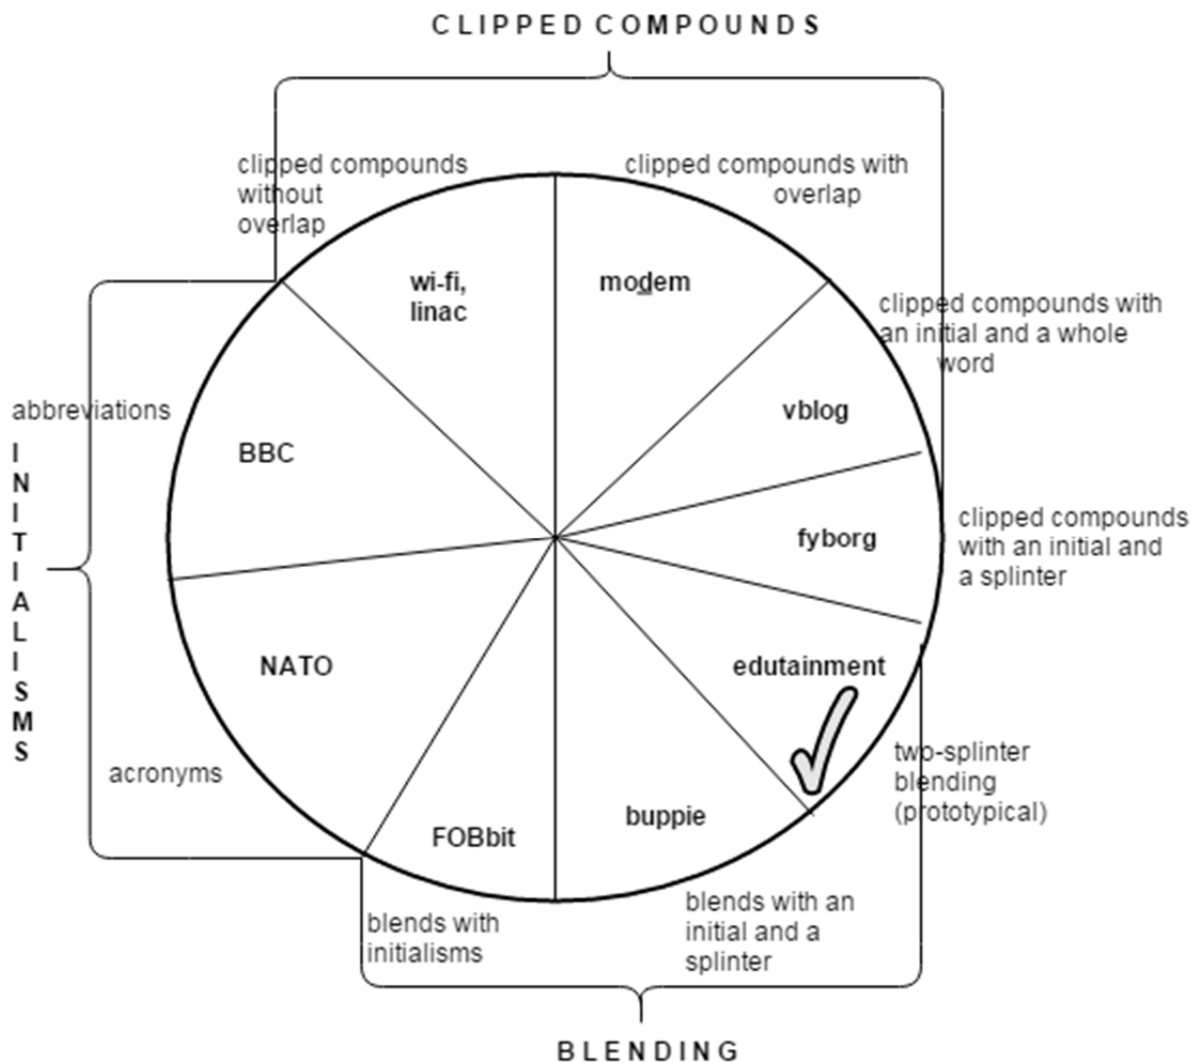 CLIPPED COMPOUNDS
clipped compounds
without
overlap
clipped compounds with
overlap
wi-fi,
linac
modem
clipped compounds with
an initial and a whole
word
vblog
abbreviations
BBC
INITIALISMS
fyborg
clipped compounds
with an initial and
a splinter
NATO
edutainment
acronyms
two-splinter
blending
(prototypical)
buppie
FOBbit
blends with
initialisms
blends with an
initial and a
splinter
BLENDING